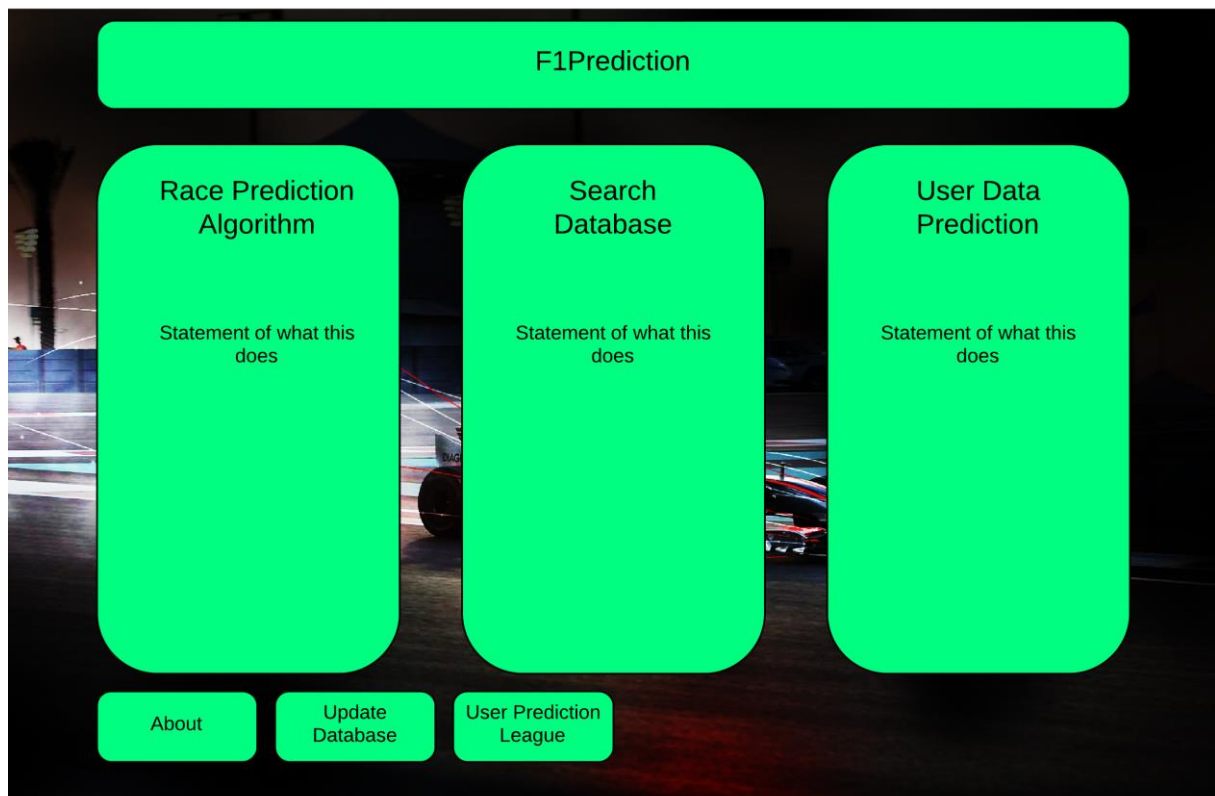 F1Prediction
Race Prediction
Algorithm
Statement of what this
does
Search
Database
Statement of what this
does
User Data
Prediction
Statement of what this
does
About
Update
Database
User Prediction
League